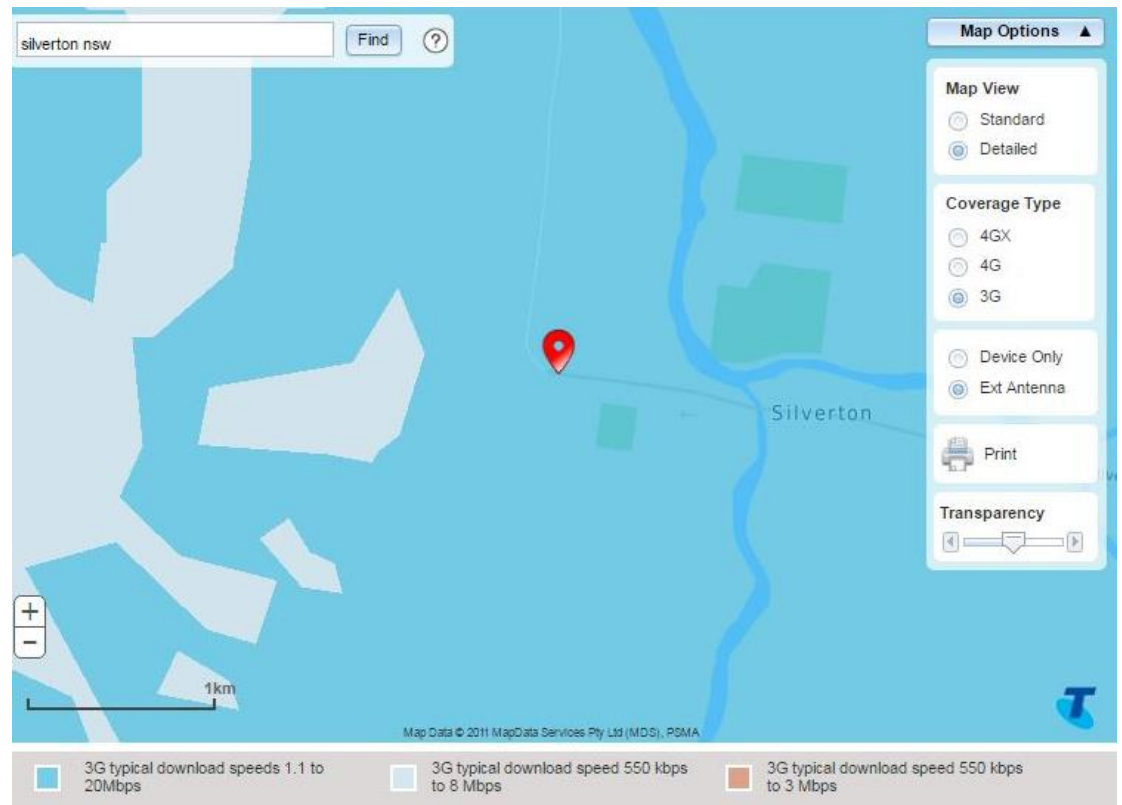 silverton nsw
Find
?
Map Options ▲
Map View
Standard
Detailed
Coverage Type
4GX
4G
3G
Device Only
Ext Antenna
Print
Transparency
Silverton
+
−
1km
Map Data © 2011 MapData Services Pty Ltd (MDS), PSMA
3G typical download speeds 1.1 to
20Mbps
3G typical download speed 550 kbps
to 8 Mbps
3G typical download speed 550 kbps
to 3 Mbps